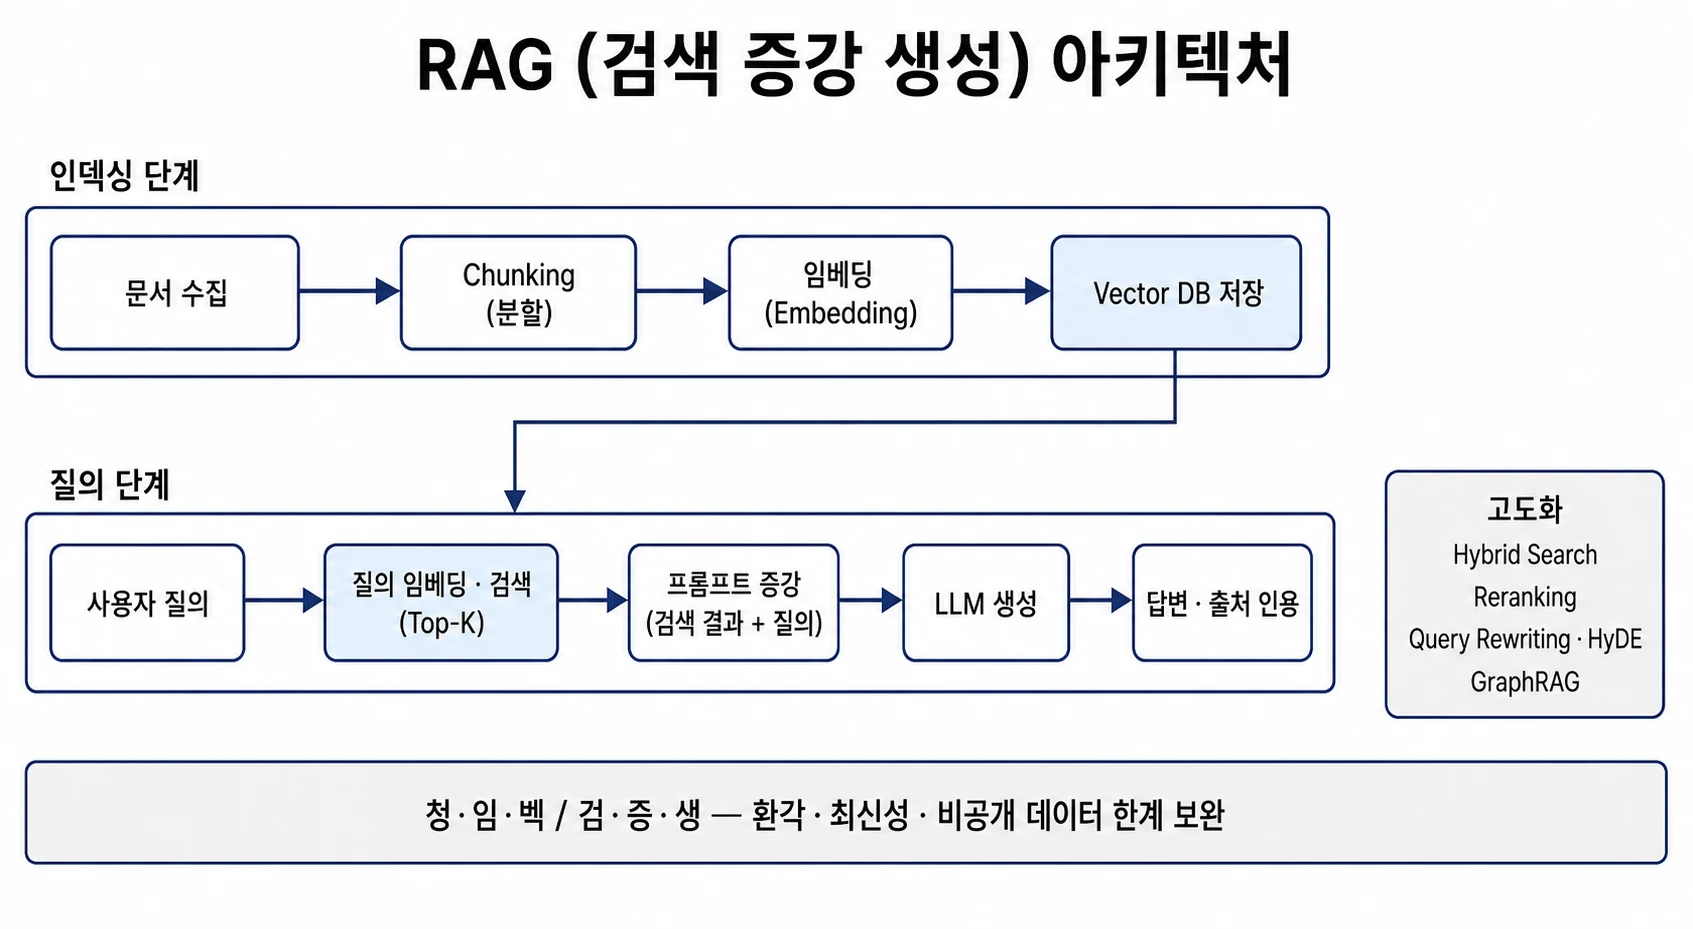 RAG (검색 증강 생성) 아키텍처
인덱싱 단계
문서 수집
Chunking
(분할)
임베딩
(Embedding)
Vector DB 저장
질의 단계
사용자 질의
질의 임베딩 · 검색
(Top-K)
프롬프트 증강
(검색 결과 + 질의)
LLM 생성
답변 · 출처 인용
고도화
Hybrid Search
Reranking
Query Rewriting · HyDE
GraphRAG
청 · 임 · 벡 / 검 · 증 · 생 — 환각 · 최신성 · 비공개 데이터 한계 보완